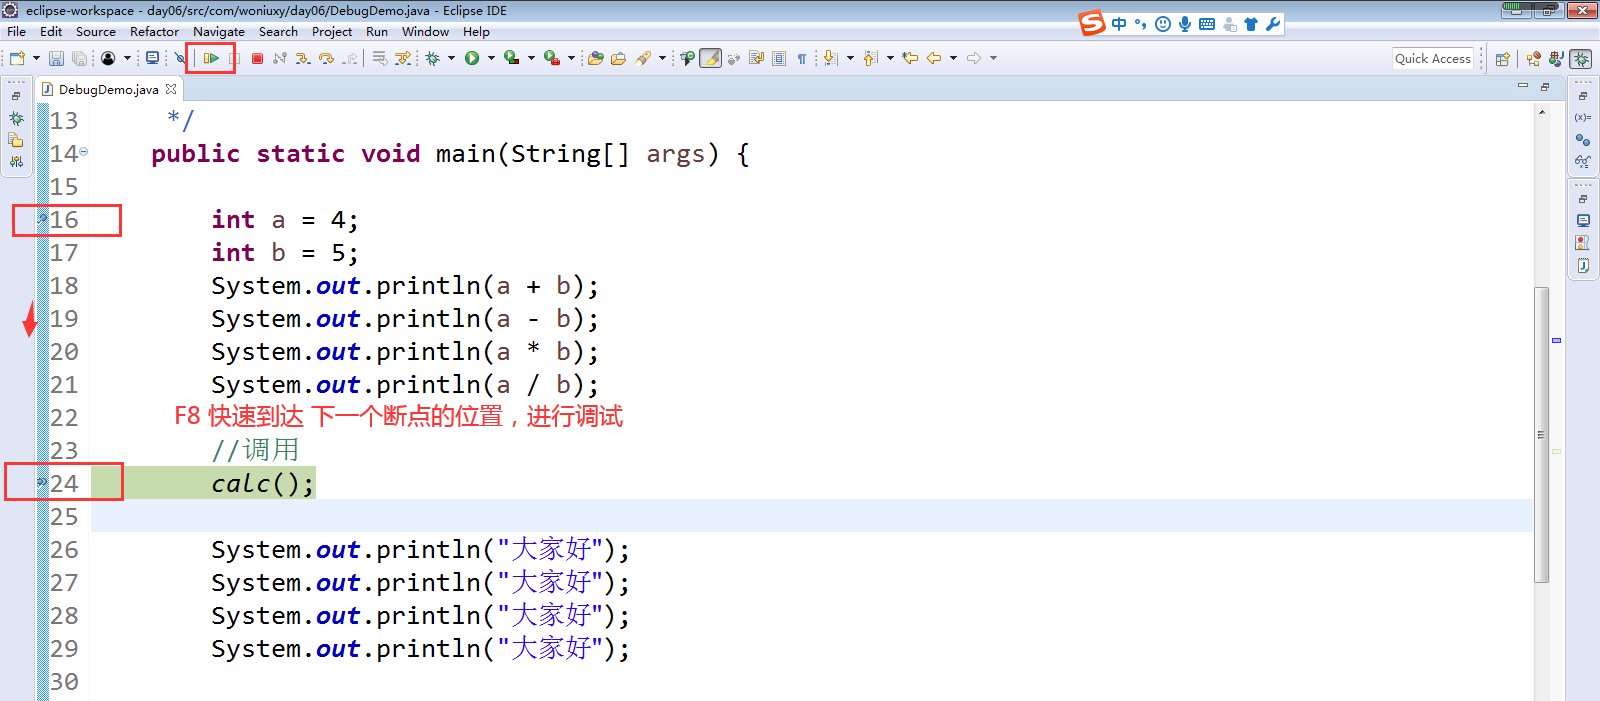 eclipse-workspace - day06/src/com/woniuxy/day06/DebugDemo.java - Eclipse IDE
中
File Edit Source Refactor Navigate Search Project Run Window Help
Quick Access
DebugDemo.java
13 */
14 public static void main(String[] args) {
15
16 int a = 4;
17 int b = 5;
18 System.out.println(a + b);
19 System.out.println(a - b);
20 System.out.println(a * b);
21 System.out.println(a / b);
22 F8 快速到达 下一个断点的位置，进行调试
23 //调用
24 calc();
25
26 System.out.println("大家好");
27 System.out.println("大家好");
28 System.out.println("大家好");
29 System.out.println("大家好");
30